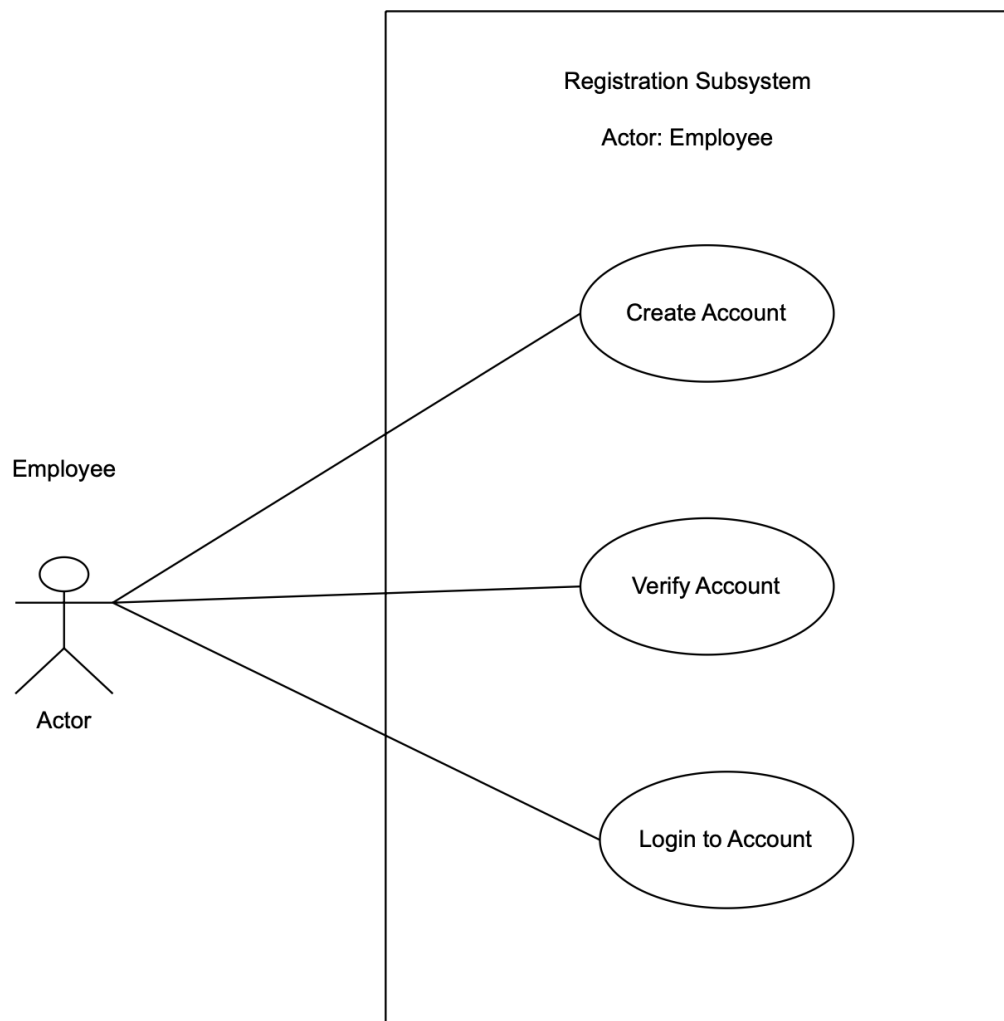 Registration Subsystem
Actor: Employee
Create Account
Employee
Verify Account
Actor
Login to Account